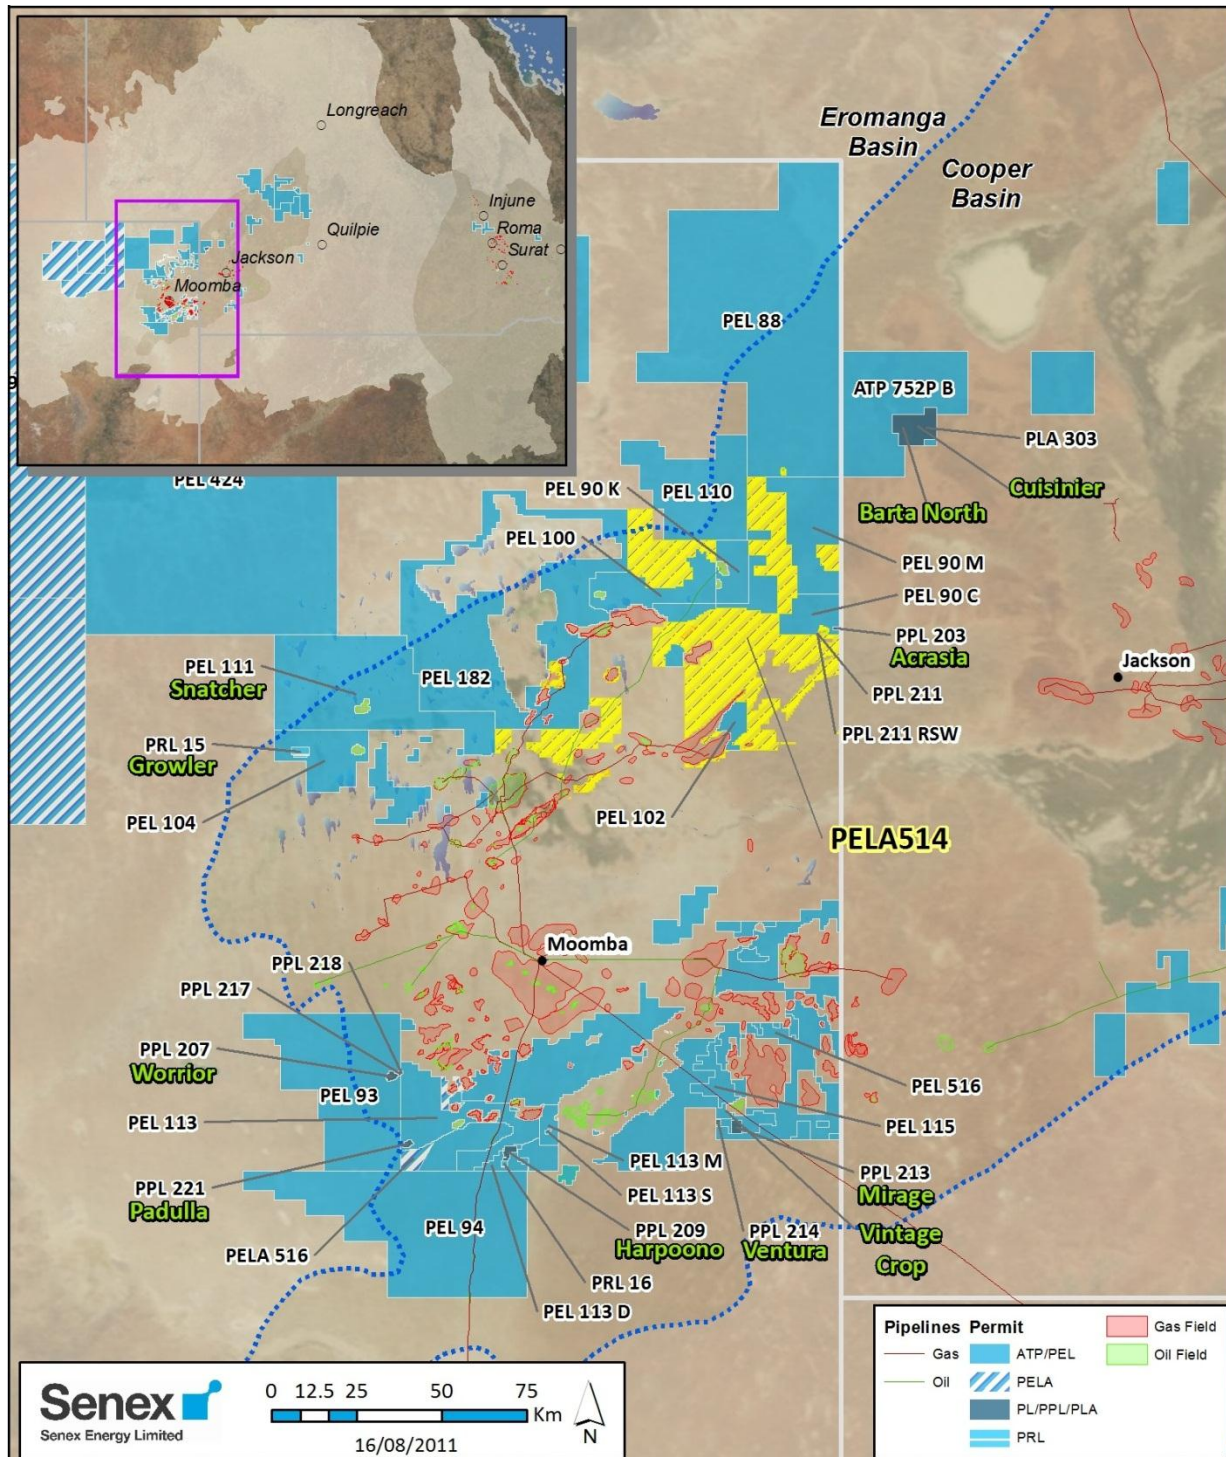 Longreach
Injune
Roma
Quilpie
Surat
Jackson
Moomba
Eromanga
Basin
Cooper
Basin
PEL 88
ATP 752P B
PLA 303
PEL 424
PEL 90 K
PEL 110
Cuisinier
Barta North
PEL 100
PEL 90 M
PEL 90 C
PPL 203
Acrasia
PEL 111
Snatcher
PEL 182
Jackson
PPL 211
PPL 211 RSW
PRL 15
Growler
PEL 104
PEL 102
PELA514
Moomba
PPL 218
PPL 217
PPL 207
Worrior
PEL 93
PEL 516
PEL 113
PEL 115
PEL 113 M
PPL 213
Mirage
PPL 221
Padulla
PEL 113 S
PEL 94
PPL 209
Harpoono
PPL 214
Ventura
Vintage
Crop
PELA 516
PRL 16
PEL 113 D
Senex
Senex Energy Limited
0 12.5 25 50 75
Km
16/08/2011
N
Pipelines Permit
Gas
Oil
ATP/PEL
PELA
PL/PPL/PLA
PRL
Gas Field
Oil Field